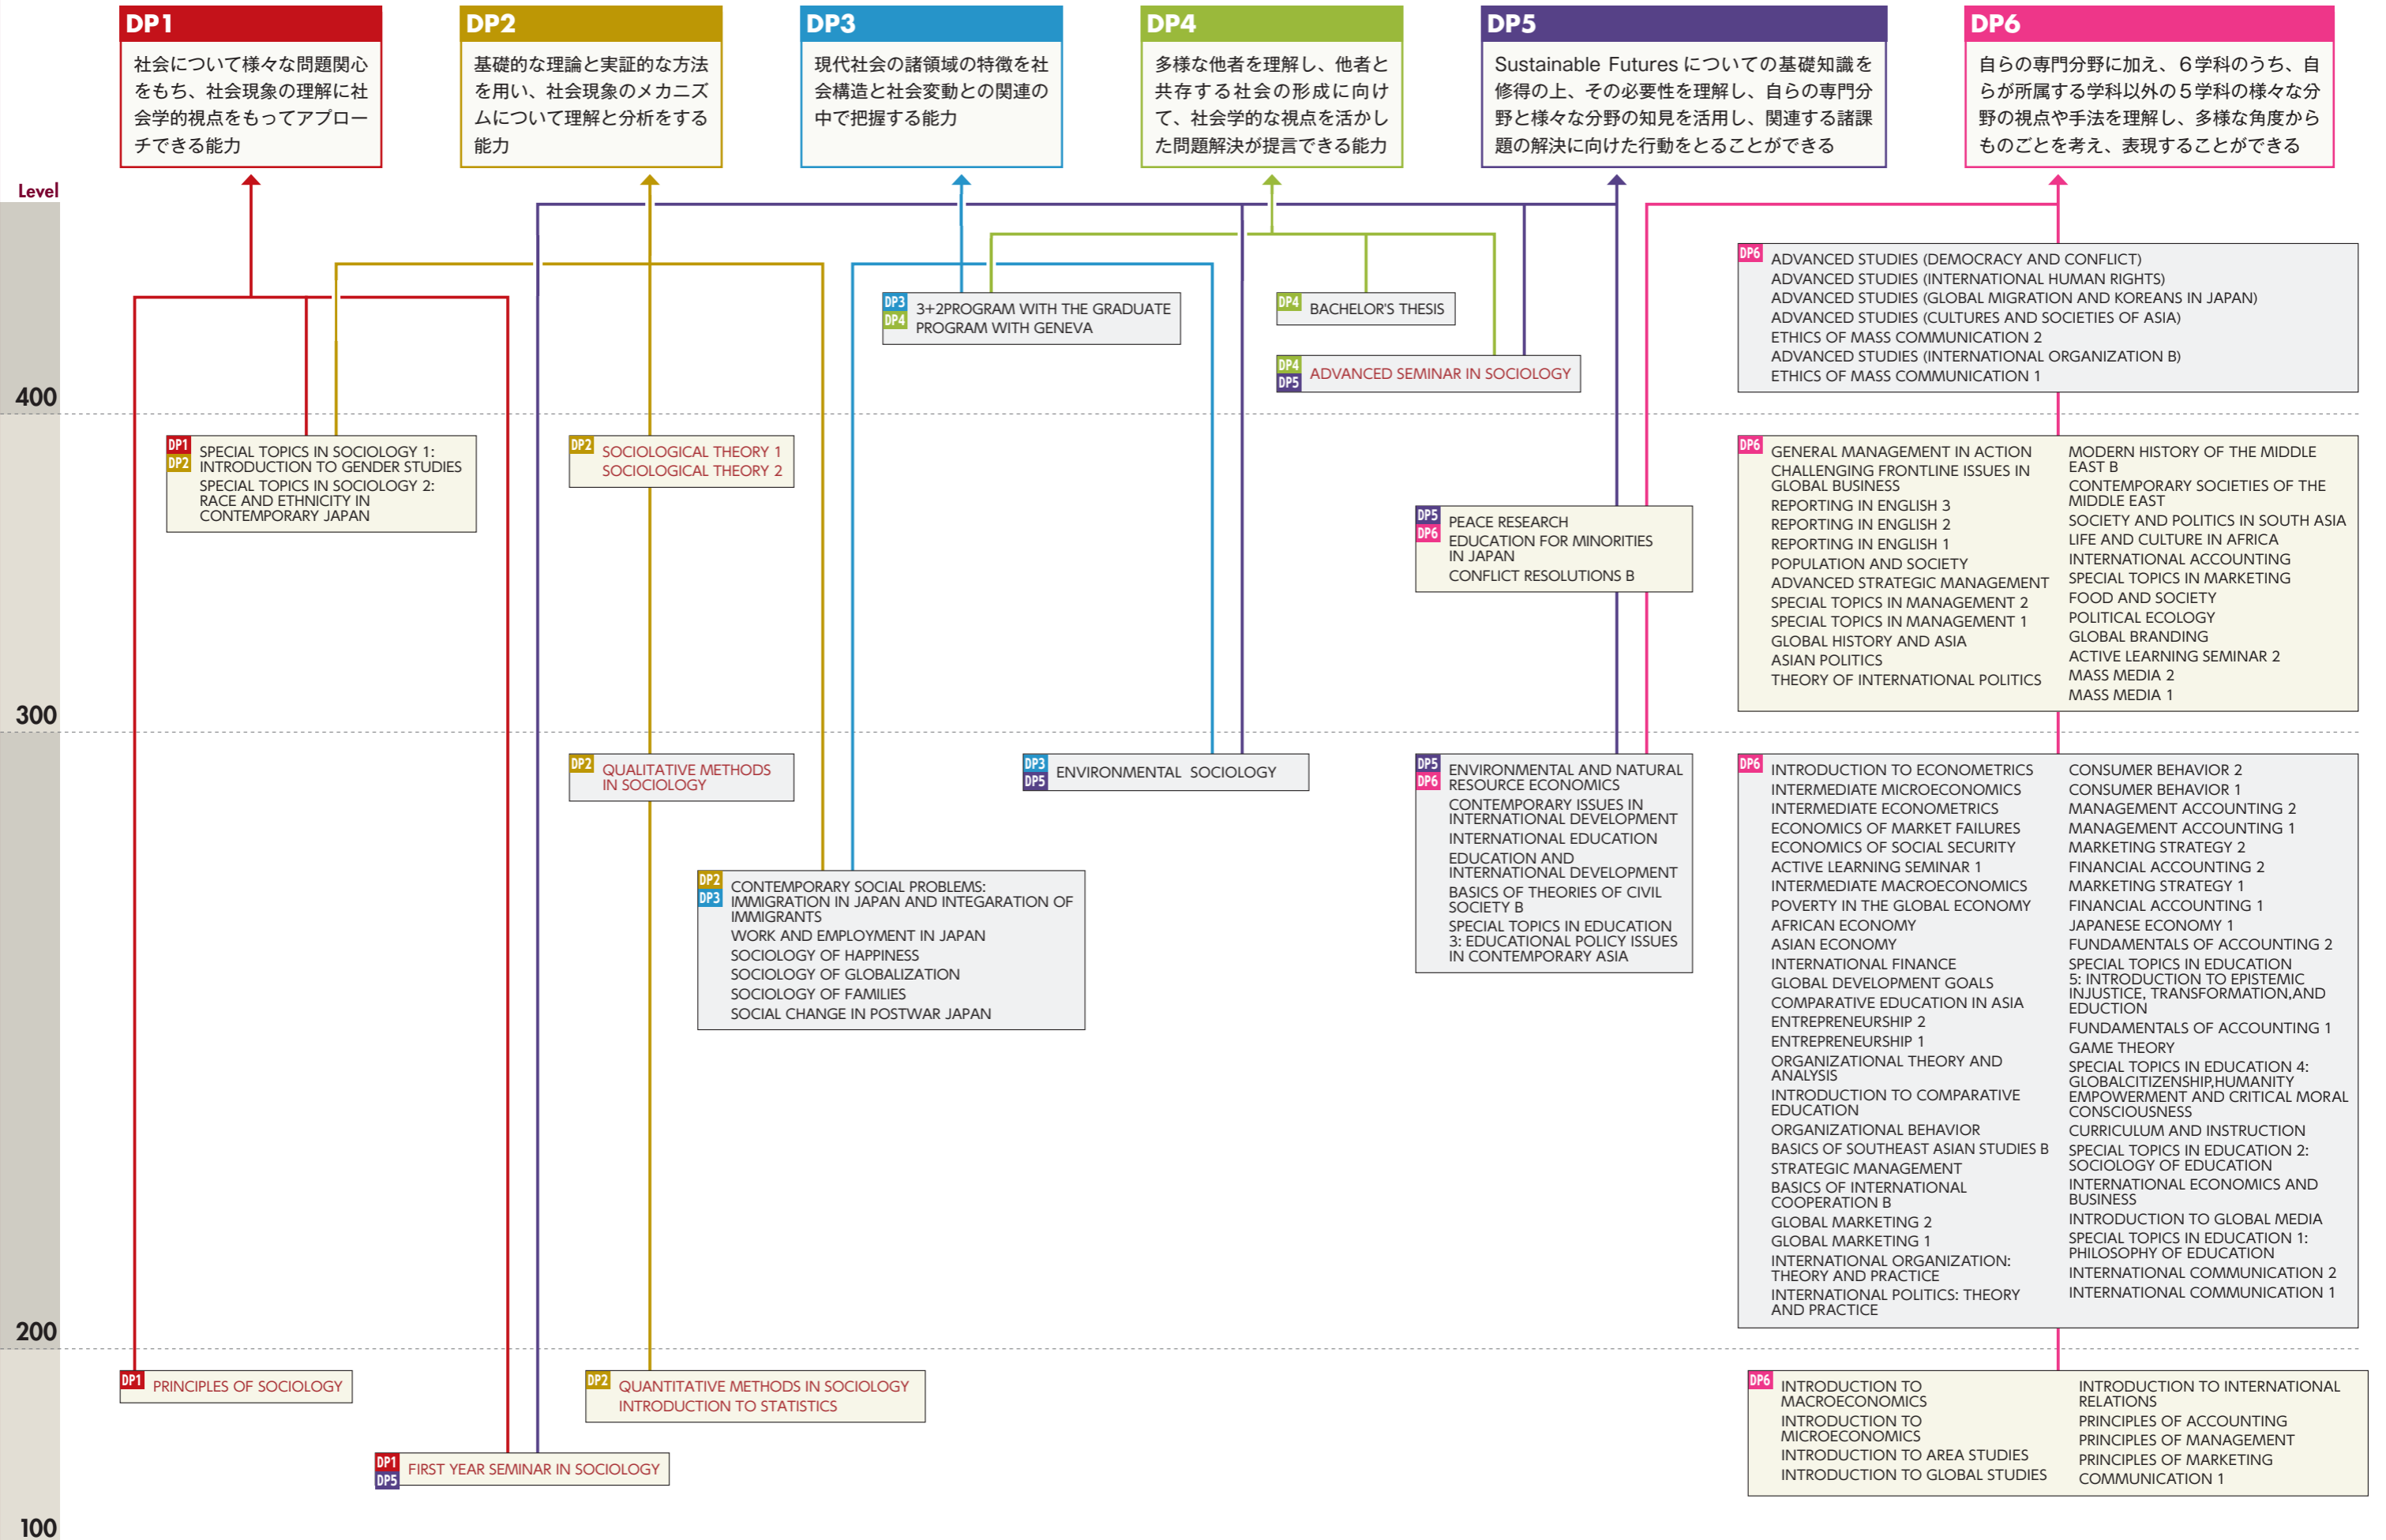 DP1
社会について様々な問題関心
をもち、社会現象の理解に社
会学的視点をもってアプロー
チできる能力
DP2
基礎的な理論と実証的な方法
を用い、社会現象のメカニズ
ムについて理解と分析をする
能力
DP3
現代社会の諸領域の特徴を社
会構造と社会変動との関連の
中で把握する能力
DP4
多様な他者を理解し、他者と
共存する社会の形成に向け
て、社会学的な視点を活かし
た問題解決が提言できる能力
DP5
Sustainable Futures についての基礎知識を
修得の上、その必要性を理解し、自らの専門分
野と様々な分野の知見を活用し、関連する諸課
題の解決に向けた行動をとることができる
DP6
自らの専門分野に加え、６学科のうち、自
らが所属する学科以外の５学科の様々な分
野の視点や手法を理解し、多様な角度から
ものごとを考え、表現することができる
Level
DP3
DP4
3+2PROGRAM WITH THE GRADUATE
PROGRAM WITH GENEVA
DP4
BACHELOR'S THESIS
DP4
DP5
ADVANCED SEMINAR IN SOCIOLOGY
DP6
ADVANCED STUDIES (DEMOCRACY AND CONFLICT)
ADVANCED STUDIES (INTERNATIONAL HUMAN RIGHTS)
ADVANCED STUDIES (GLOBAL MIGRATION AND KOREANS IN JAPAN)
ADVANCED STUDIES (CULTURES AND SOCIETIES OF ASIA)
ETHICS OF MASS COMMUNICATION 2
ADVANCED STUDIES (INTERNATIONAL ORGANIZATION B)
ETHICS OF MASS COMMUNICATION 1
400
DP1
DP2
SPECIAL TOPICS IN SOCIOLOGY 1:
INTRODUCTION TO GENDER STUDIES
SPECIAL TOPICS IN SOCIOLOGY 2:
RACE AND ETHNICITY IN
CONTEMPORARY JAPAN
DP2
SOCIOLOGICAL THEORY 1
SOCIOLOGICAL THEORY 2
DP5
DP6
PEACE RESEARCH
EDUCATION FOR MINORITIES
IN JAPAN
CONFLICT RESOLUTIONS B
DP6
GENERAL MANAGEMENT IN ACTION
CHALLENGING FRONTLINE ISSUES IN
GLOBAL BUSINESS
REPORTING IN ENGLISH 3
REPORTING IN ENGLISH 2
REPORTING IN ENGLISH 1
POPULATION AND SOCIETY
ADVANCED STRATEGIC MANAGEMENT
SPECIAL TOPICS IN MANAGEMENT 2
SPECIAL TOPICS IN MANAGEMENT 1
GLOBAL HISTORY AND ASIA
ASIAN POLITICS
THEORY OF INTERNATIONAL POLITICS
MODERN HISTORY OF THE MIDDLE
EAST B
CONTEMPORARY SOCIETIES OF THE
MIDDLE EAST
SOCIETY AND POLITICS IN SOUTH ASIA
LIFE AND CULTURE IN AFRICA
INTERNATIONAL ACCOUNTING
SPECIAL TOPICS IN MARKETING
FOOD AND SOCIETY
POLITICAL ECOLOGY
GLOBAL BRANDING
ACTIVE LEARNING SEMINAR 2
MASS MEDIA 2
MASS MEDIA 1
300
DP2
QUALITATIVE METHODS
IN SOCIOLOGY
DP3
DP5
ENVIRONMENTAL SOCIOLOGY
DP2
DP3
CONTEMPORARY SOCIAL PROBLEMS:
IMMIGRATION IN JAPAN AND INTEGARATION OF
IMMIGRANTS
WORK AND EMPLOYMENT IN JAPAN
SOCIOLOGY OF HAPPINESS
SOCIOLOGY OF GLOBALIZATION
SOCIOLOGY OF FAMILIES
SOCIAL CHANGE IN POSTWAR JAPAN
DP5
DP6
ENVIRONMENTAL AND NATURAL
RESOURCE ECONOMICS
CONTEMPORARY ISSUES IN
INTERNATIONAL DEVELOPMENT
INTERNATIONAL EDUCATION
EDUCATION AND
INTERNATIONAL DEVELOPMENT
BASICS OF THEORIES OF CIVIL
SOCIETY B
SPECIAL TOPICS IN EDUCATION
3: EDUCATIONAL POLICY ISSUES
IN CONTEMPORARY ASIA
DP6
INTRODUCTION TO ECONOMETRICS
INTERMEDIATE MICROECONOMICS
INTERMEDIATE ECONOMETRICS
ECONOMICS OF MARKET FAILURES
ECONOMICS OF SOCIAL SECURITY
ACTIVE LEARNING SEMINAR 1
INTERMEDIATE MACROECONOMICS
POVERTY IN THE GLOBAL ECONOMY
AFRICAN ECONOMY
ASIAN ECONOMY
INTERNATIONAL FINANCE
GLOBAL DEVELOPMENT GOALS
COMPARATIVE EDUCATION IN ASIA
ENTREPRENEURSHIP 2
ENTREPRENEURSHIP 1
ORGANIZATIONAL THEORY AND
ANALYSIS
INTRODUCTION TO COMPARATIVE
EDUCATION
ORGANIZATIONAL BEHAVIOR
BASICS OF SOUTHEAST ASIAN STUDIES B
STRATEGIC MANAGEMENT
BASICS OF INTERNATIONAL
COOPERATION B
GLOBAL MARKETING 2
GLOBAL MARKETING 1
INTERNATIONAL ORGANIZATION:
THEORY AND PRACTICE
INTERNATIONAL POLITICS: THEORY
AND PRACTICE
CONSUMER BEHAVIOR 2
CONSUMER BEHAVIOR 1
MANAGEMENT ACCOUNTING 2
MANAGEMENT ACCOUNTING 1
MARKETING STRATEGY 2
FINANCIAL ACCOUNTING 2
MARKETING STRATEGY 1
FINANCIAL ACCOUNTING 1
JAPANESE ECONOMY 1
FUNDAMENTALS OF ACCOUNTING 2
SPECIAL TOPICS IN EDUCATION
5: INTRODUCTION TO EPISTEMIC
INJUSTICE, TRANSFORMATION,AND
EDUCTION
FUNDAMENTALS OF ACCOUNTING 1
GAME THEORY
SPECIAL TOPICS IN EDUCATION 4:
GLOBALCITIZENSHIP,HUMANITY
EMPOWERMENT AND CRITICAL MORAL
CONSCIOUSNESS
CURRICULUM AND INSTRUCTION
SPECIAL TOPICS IN EDUCATION 2:
SOCIOLOGY OF EDUCATION
INTERNATIONAL ECONOMICS AND
BUSINESS
INTRODUCTION TO GLOBAL MEDIA
SPECIAL TOPICS IN EDUCATION 1:
PHILOSOPHY OF EDUCATION
INTERNATIONAL COMMUNICATION 2
INTERNATIONAL COMMUNICATION 1
200
DP1
PRINCIPLES OF SOCIOLOGY
DP2
QUANTITATIVE METHODS IN SOCIOLOGY
INTRODUCTION TO STATISTICS
DP1
DP5
FIRST YEAR SEMINAR IN SOCIOLOGY
DP6
INTRODUCTION TO
MACROECONOMICS
INTRODUCTION TO
MICROECONOMICS
INTRODUCTION TO AREA STUDIES
INTRODUCTION TO GLOBAL STUDIES
INTRODUCTION TO INTERNATIONAL
RELATIONS
PRINCIPLES OF ACCOUNTING
PRINCIPLES OF MANAGEMENT
PRINCIPLES OF MARKETING
COMMUNICATION 1
100